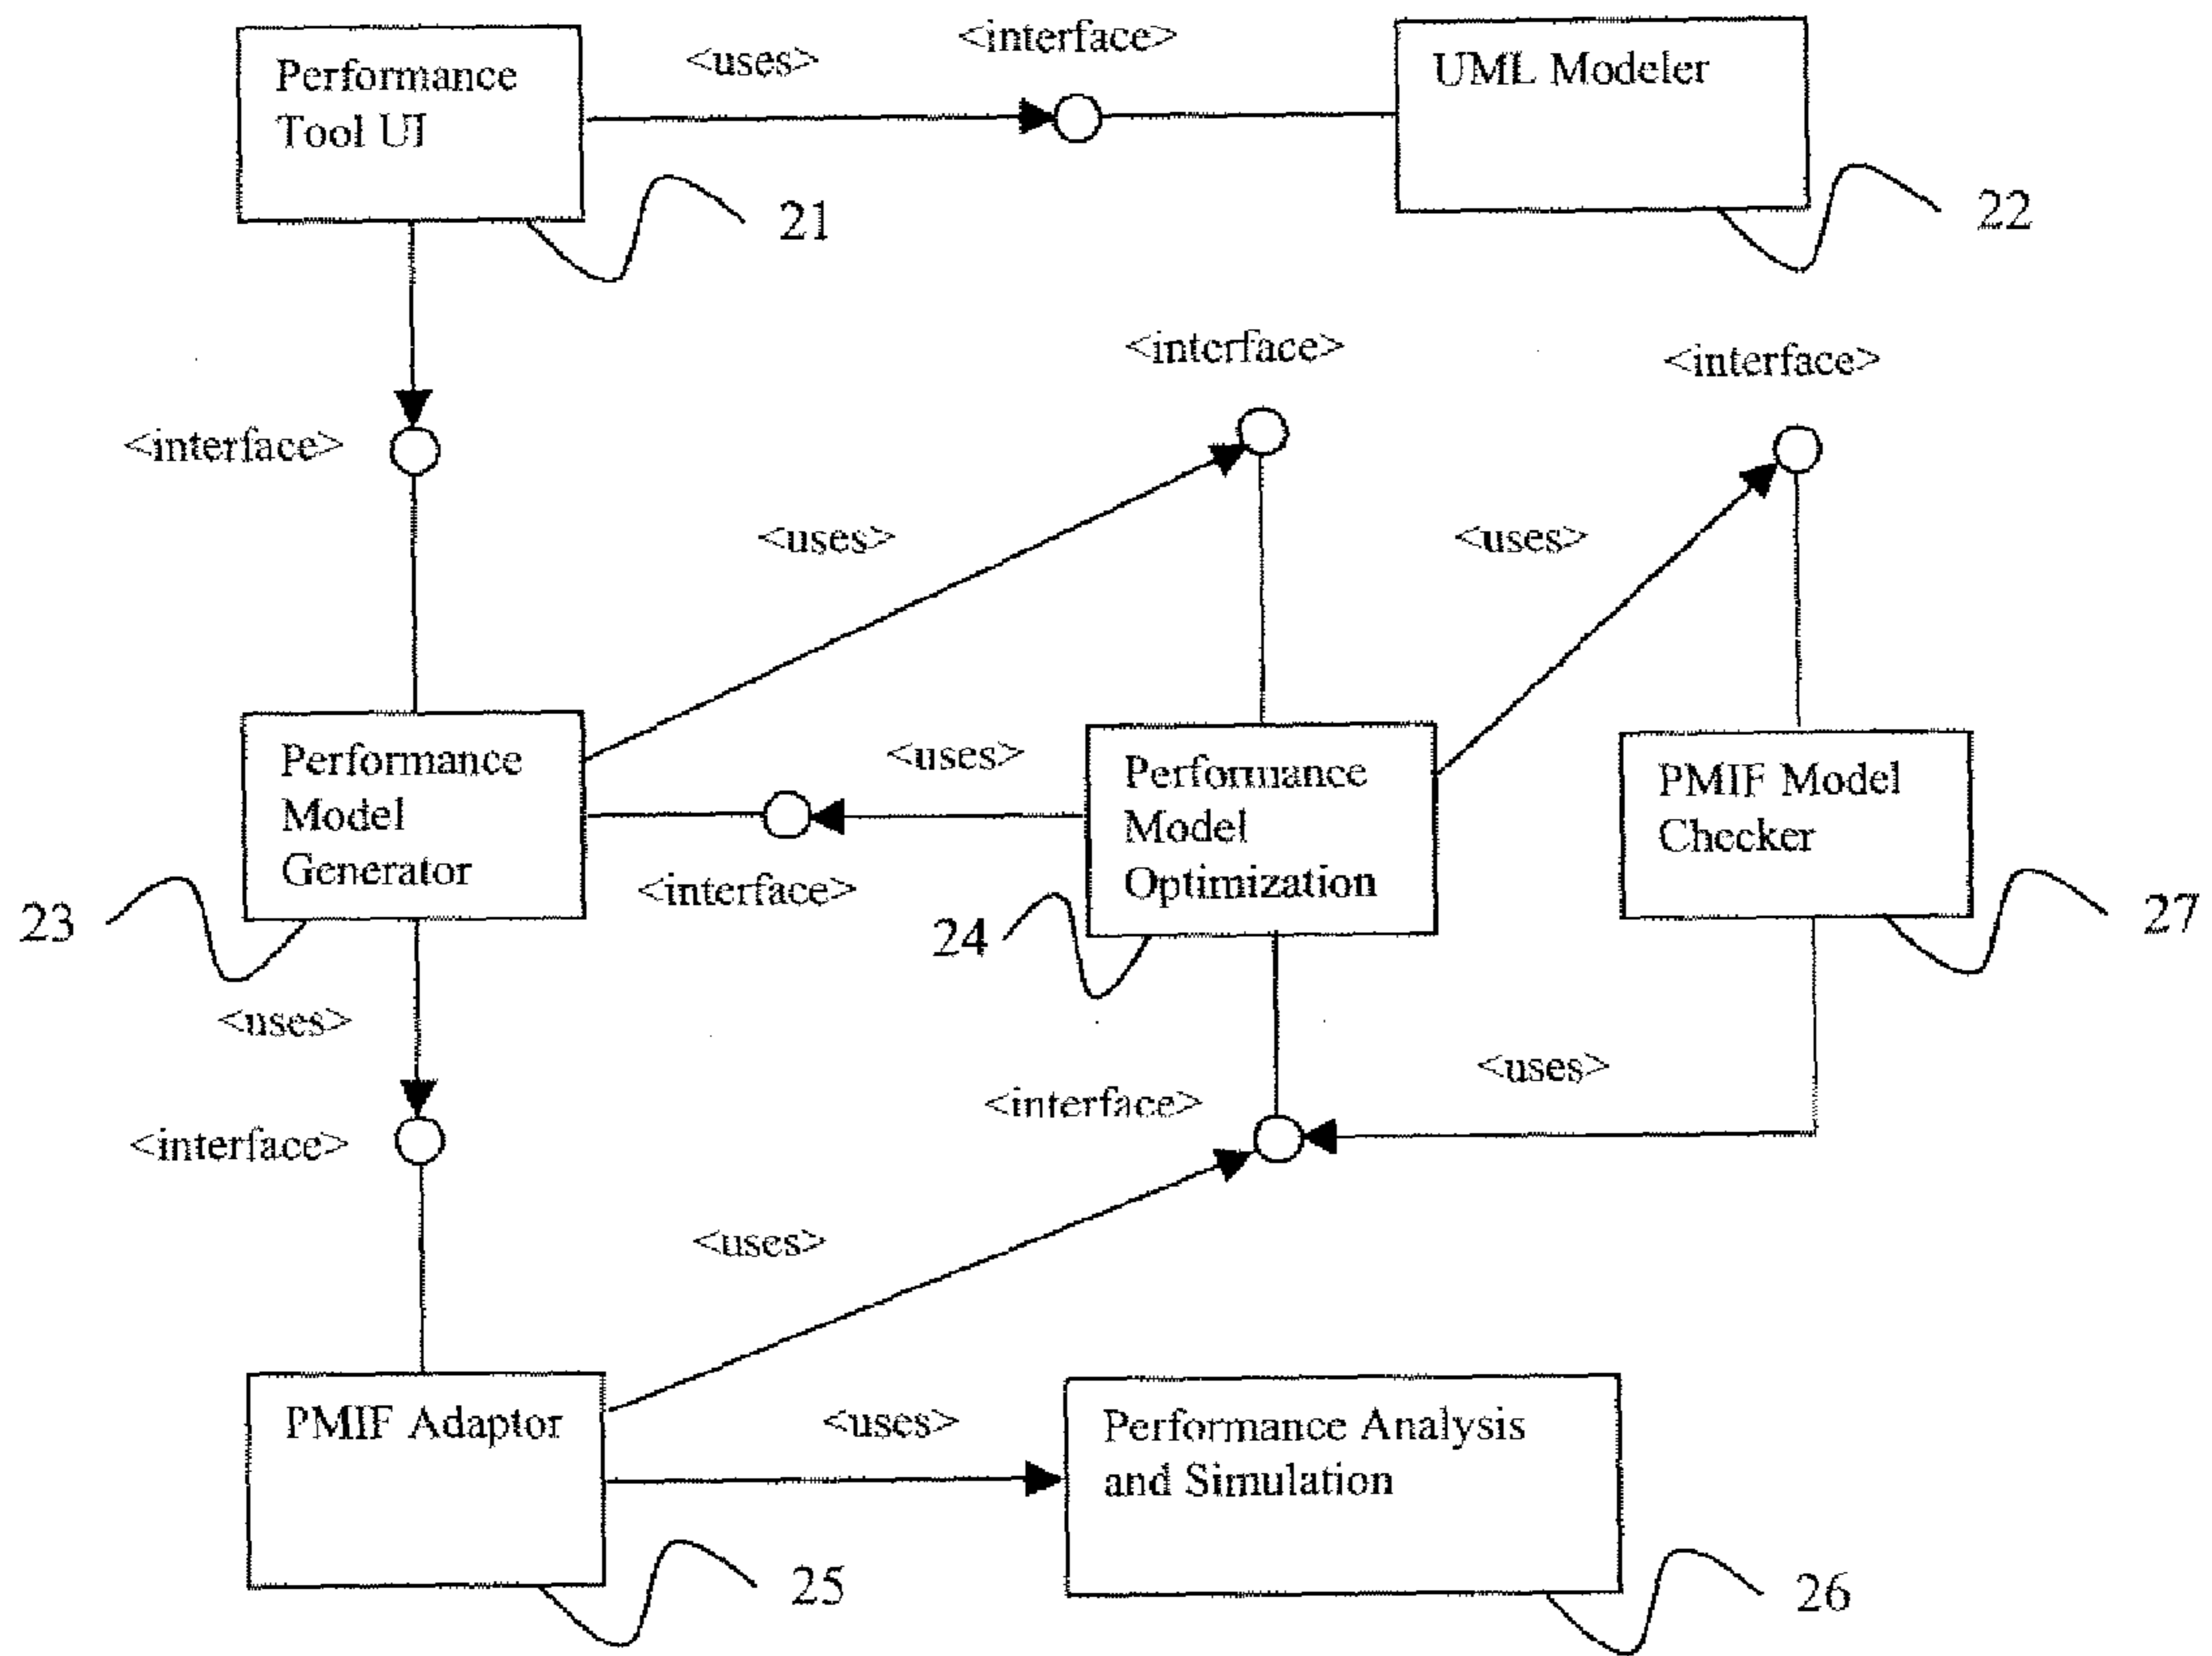 <uses>
<interface>
Performance
Tool UI
UML Modeler
21
22
<interface>
<interface>
<interface>
<uses>
<uses>
Performance
Model
Generator
<uses>
<interface>
Performance
Model
Optimization
PMIF Model
Checker
23
24
27
<uses>
<interface>
<interface>
<uses>
<uses>
PMIF Adaptor
<uses>
Performance Analysis
and Simulation
25
26